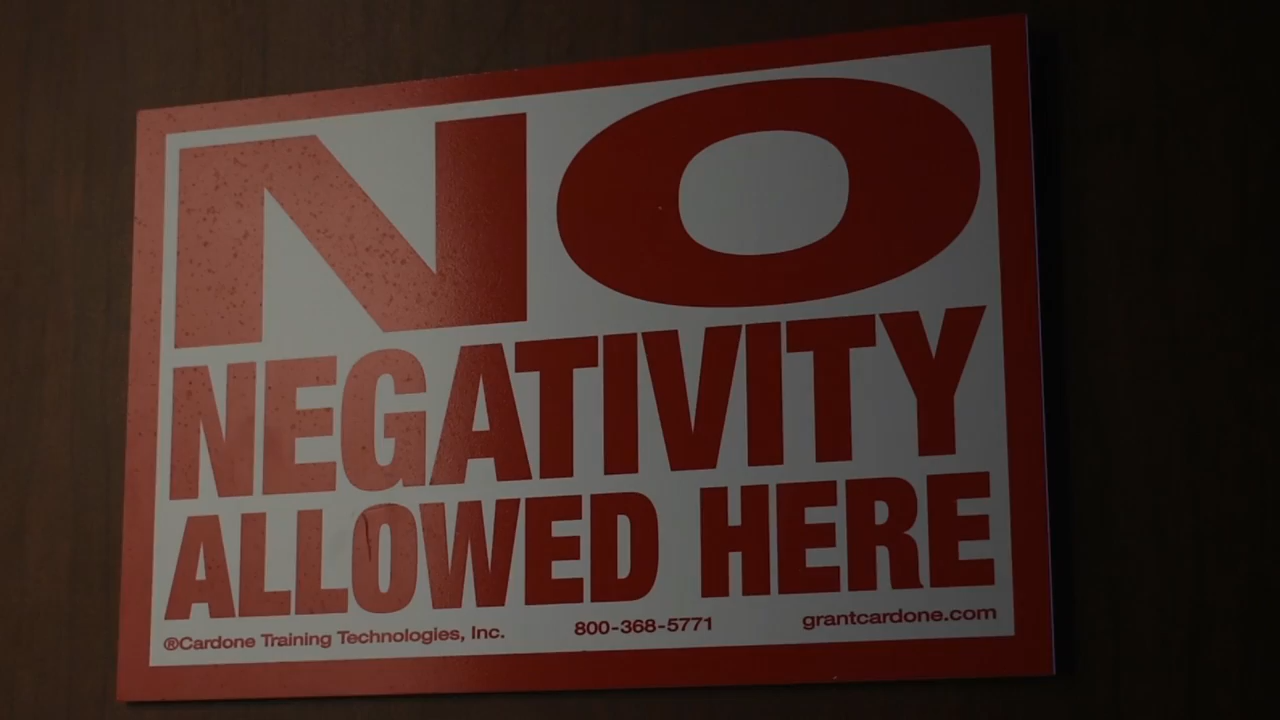 NO
NEGATIVITY
ALLOWED HERE
®Cardone Training Technologies, Inc. 800-368-5771 grantcardone.com